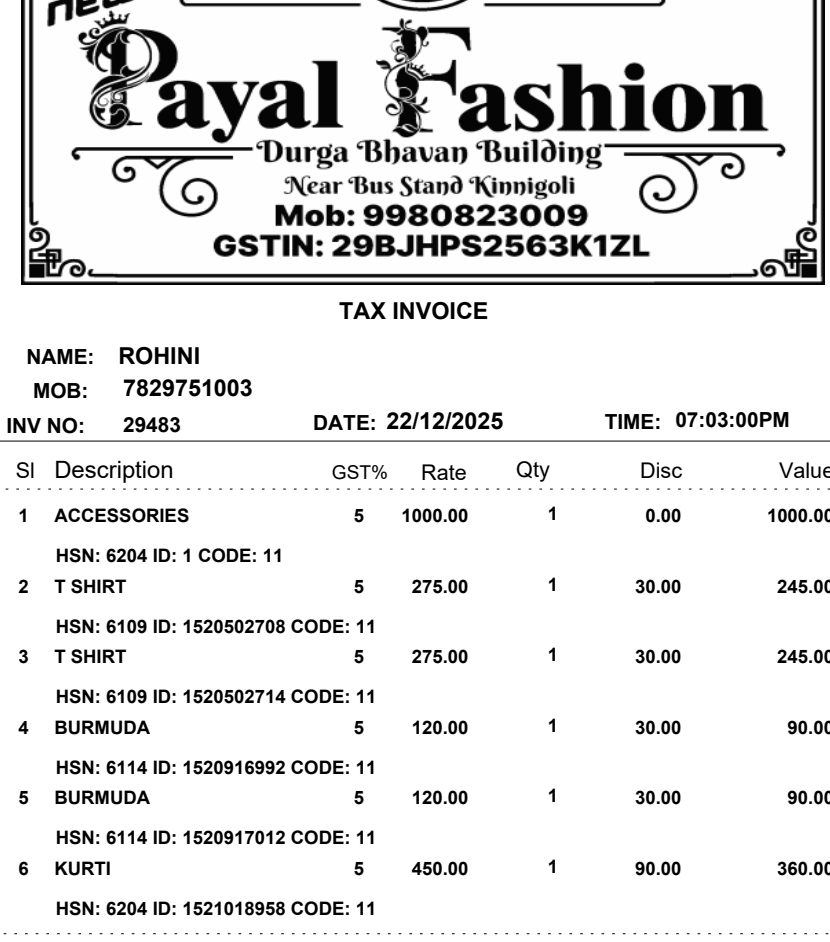 new
Payal Fashion
Durga Bhavan Building
Near Bus Stand Kinnigoli
Mob: 9980823009
GSTIN: 29BJHPS2563K1ZL
TAX INVOICE
NAME: ROHINI
MOB: 7829751003
INV NO: 29483 DATE: 22/12/2025 TIME: 07:03:00PM
Sl Description GST% Rate Qty Disc Value
1 ACCESSORIES 5 1000.00 1 0.00 1000.00
HSN: 6204 ID: 1 CODE: 11
2 T SHIRT 5 275.00 1 30.00 245.00
HSN: 6109 ID: 1520502708 CODE: 11
3 T SHIRT 5 275.00 1 30.00 245.00
HSN: 6109 ID: 1520502714 CODE: 11
4 BURMUDA 5 120.00 1 30.00 90.00
HSN: 6114 ID: 1520916992 CODE: 11
5 BURMUDA 5 120.00 1 30.00 90.00
HSN: 6114 ID: 1520917012 CODE: 11
6 KURTI 5 450.00 1 90.00 360.00
HSN: 6204 ID: 1521018958 CODE: 11